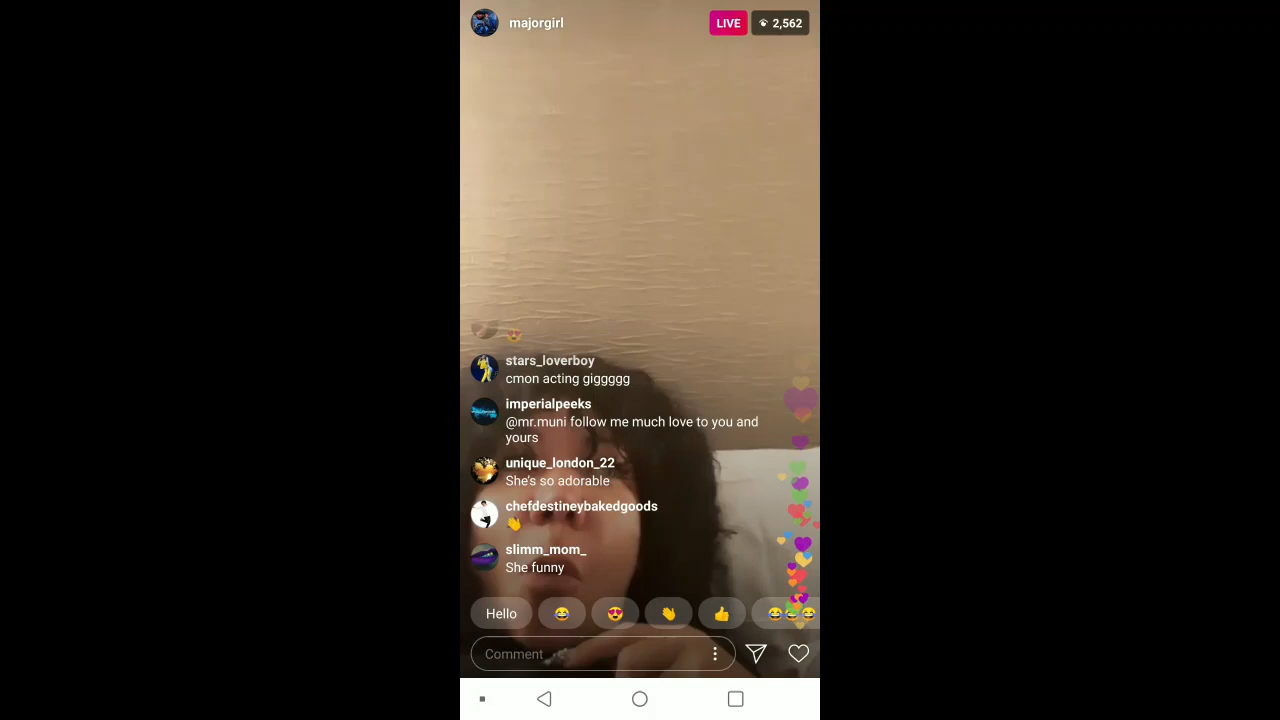 majorgirl
LIVE
2,562
stars_loverboy
cmon acting giggggg
imperialpeeks
@mr.muni follow me much love to you and
yours
unique_london_22
She's so adorable
chefdestineybakedgoods
👋
slimm_mom_
She funny
Hello
Comment